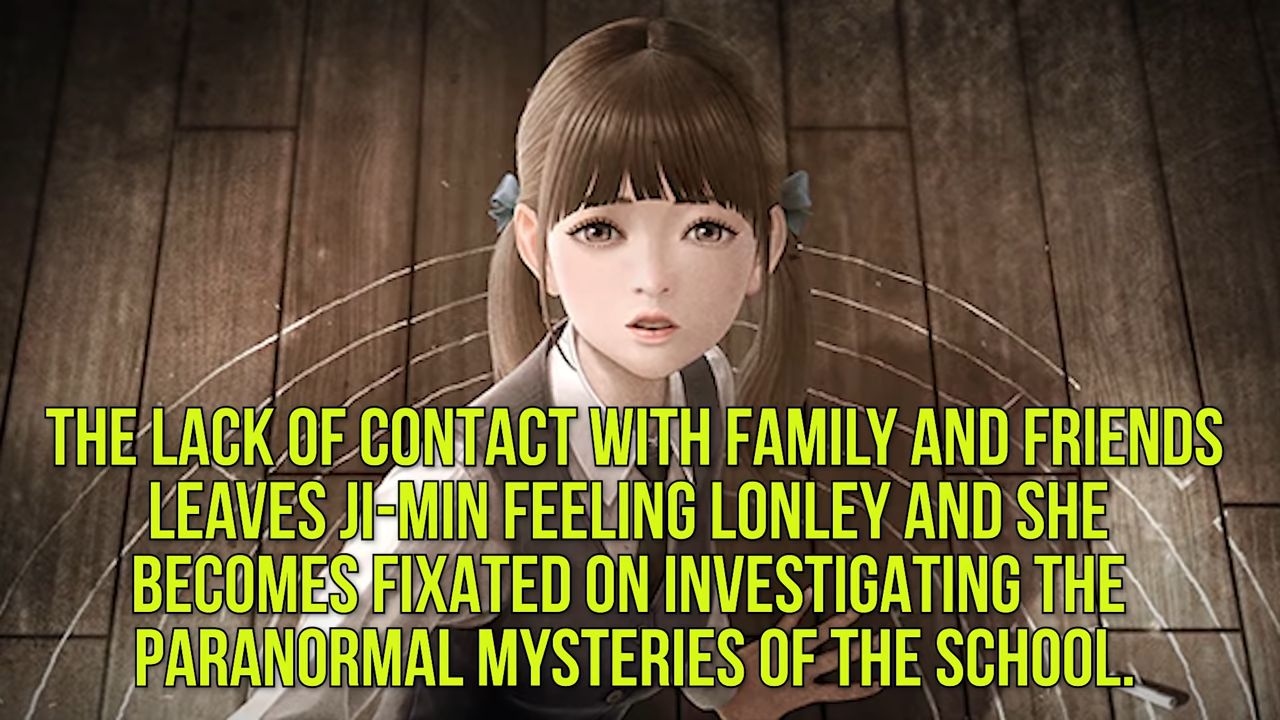 THE LACK OF CONTACT WITH FAMILY AND FRIENDS
LEAVES JI-MIN FEELING LONLEY AND SHE
BECOMES FIXATED ON INVESTIGATING THE
PARANORMAL MYSTERIES OF THE SCHOOL.